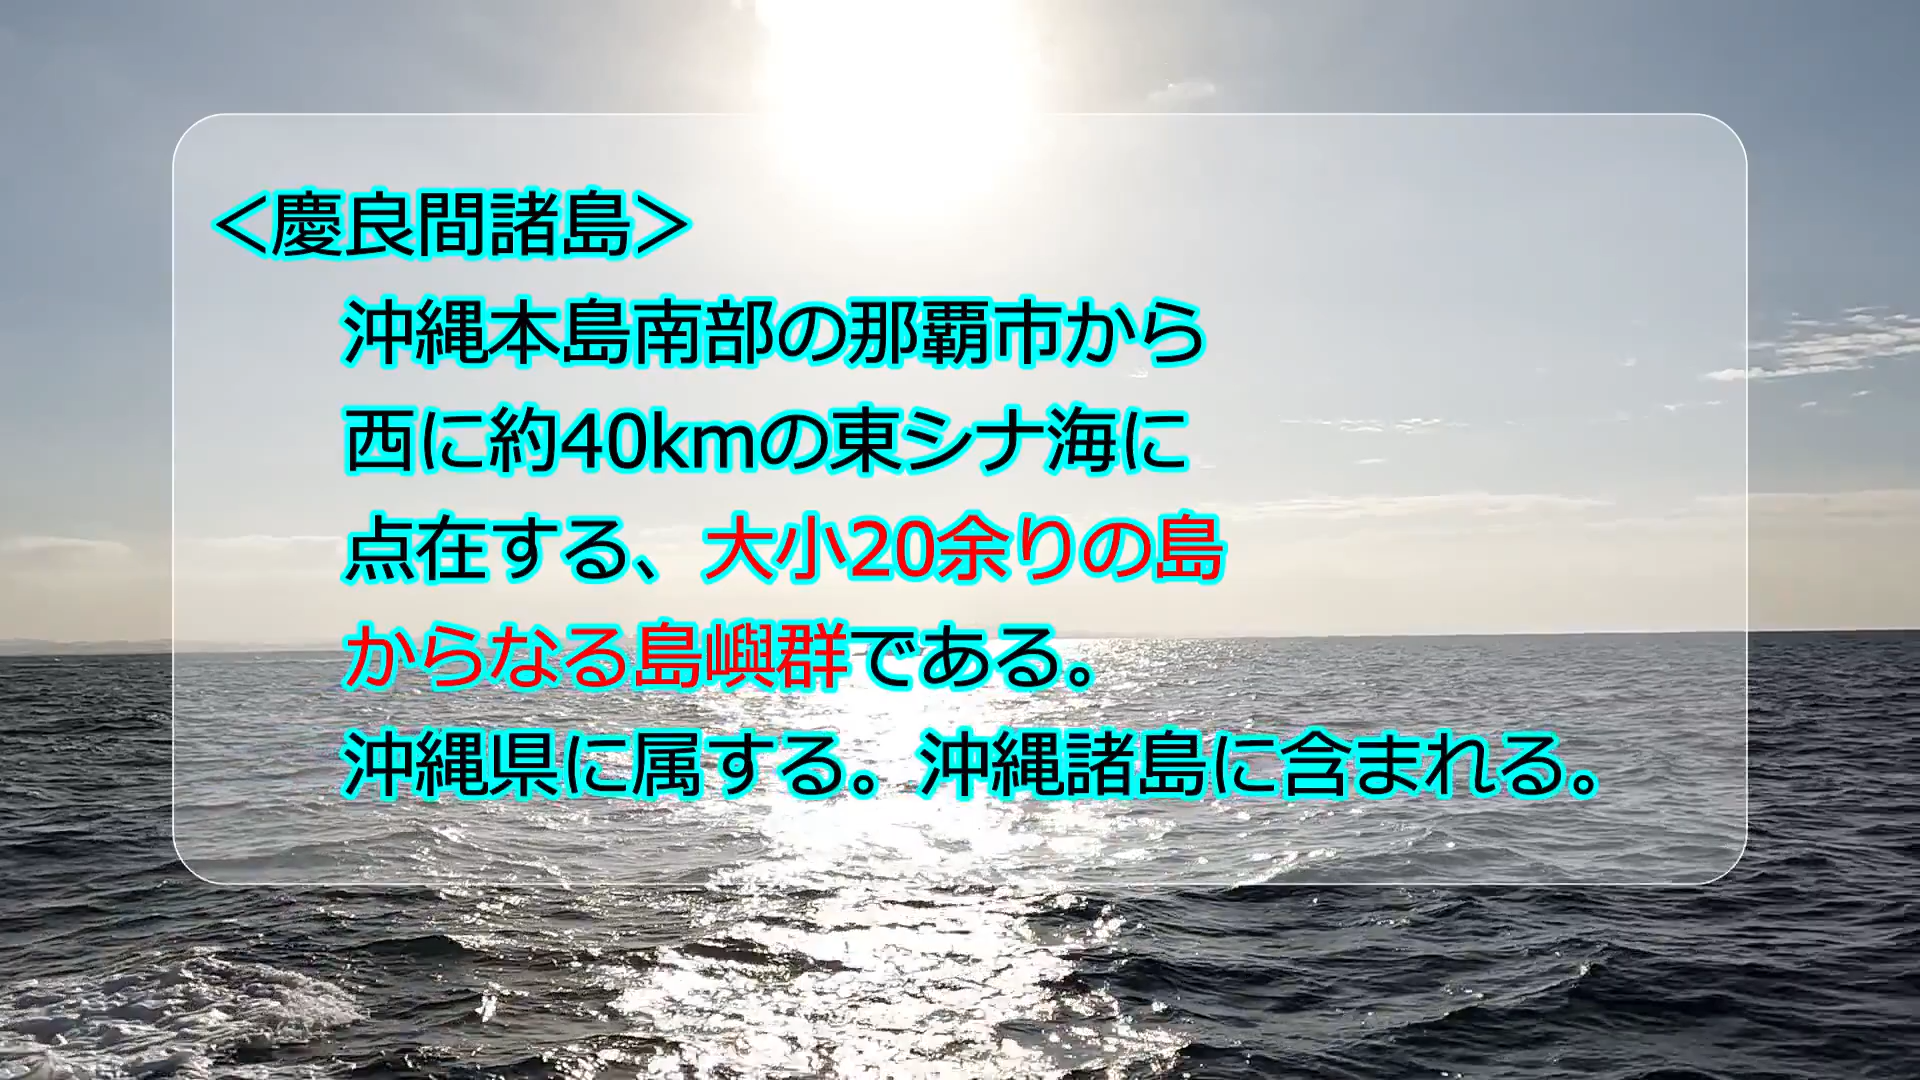 ＜慶良間諸島＞
沖縄本島南部の那覇市から
西に約40kmの東シナ海に
点在する、大小20余りの島
からなる島嶼群である。
沖縄県に属する。沖縄諸島に含まれる。